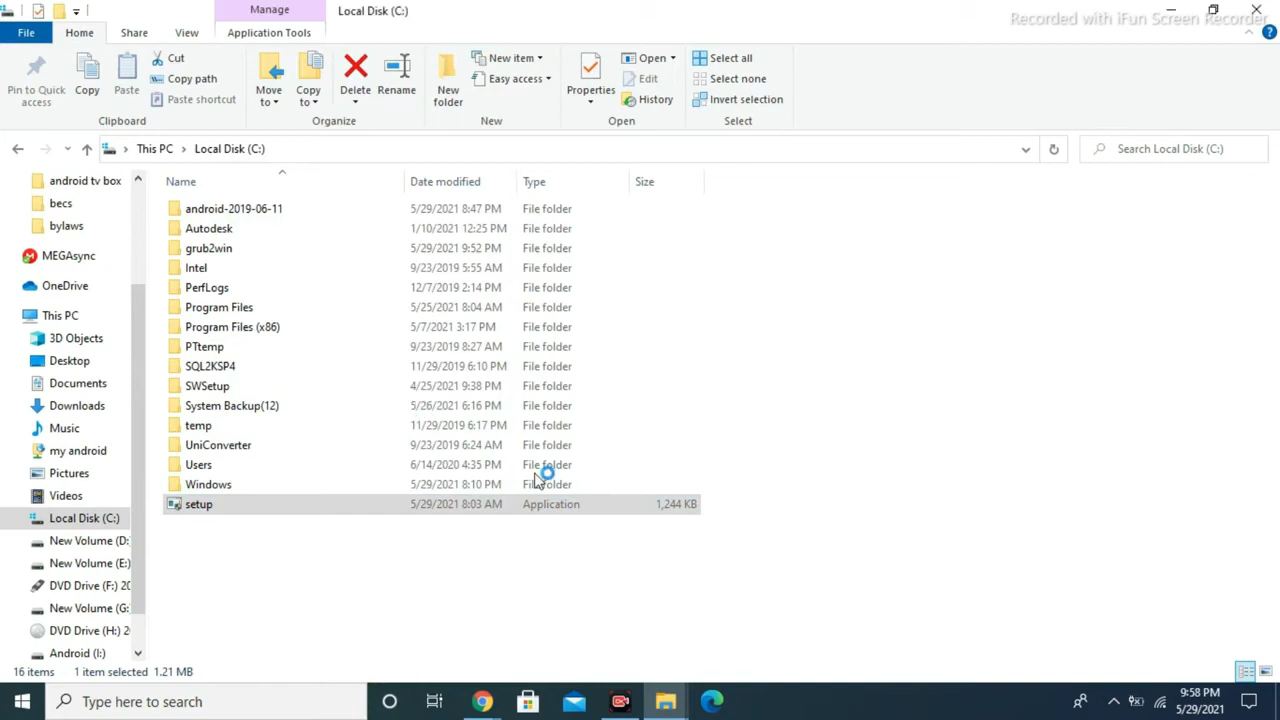 Manage
Local Disk (C:)
Recorded with iFun Screen Recorder
File
Home
Share
View
Application Tools
Pin to Quick access
Copy
Paste
Cut
Copy path
Paste shortcut
Clipboard
Move to
Copy to
Delete
Rename
Organize
New folder
New item
Easy access
New
Properties
Open
Edit
History
Open
Select all
Select none
Invert selection
Select
This PC > Local Disk (C:)
Search Local Disk (C:)
android tv box
becs
bylaws
MEGAsync
OneDrive
This PC
3D Objects
Desktop
Documents
Downloads
Music
my android
Pictures
Videos
Local Disk (C:)
New Volume (D:
New Volume (E:)
DVD Drive (F:) 20
New Volume (G:
DVD Drive (H:) 2
Android (I:)
Name Date modified Type Size
android-2019-06-11 5/29/2021 8:47 PM File folder
Autodesk 1/10/2021 12:25 PM File folder
grub2win 5/29/2021 9:52 PM File folder
Intel 9/23/2019 5:55 AM File folder
PerfLogs 12/7/2019 2:14 PM File folder
Program Files 5/25/2021 8:04 AM File folder
Program Files (x86) 5/7/2021 3:17 PM File folder
PTtemp 9/23/2019 8:27 AM File folder
SQL2KSP4 11/29/2019 6:10 PM File folder
SWSetup 4/25/2021 9:38 PM File folder
System Backup(12) 5/26/2021 6:16 PM File folder
temp 11/29/2019 6:17 PM File folder
UniConverter 9/23/2019 6:24 AM File folder
Users 6/14/2020 4:35 PM File folder
Windows 5/29/2021 8:10 PM File folder
setup 5/29/2021 8:03 AM Application 1,244 KB
16 items 1 item selected 1.21 MB
Type here to search
9:58 PM
5/29/2021